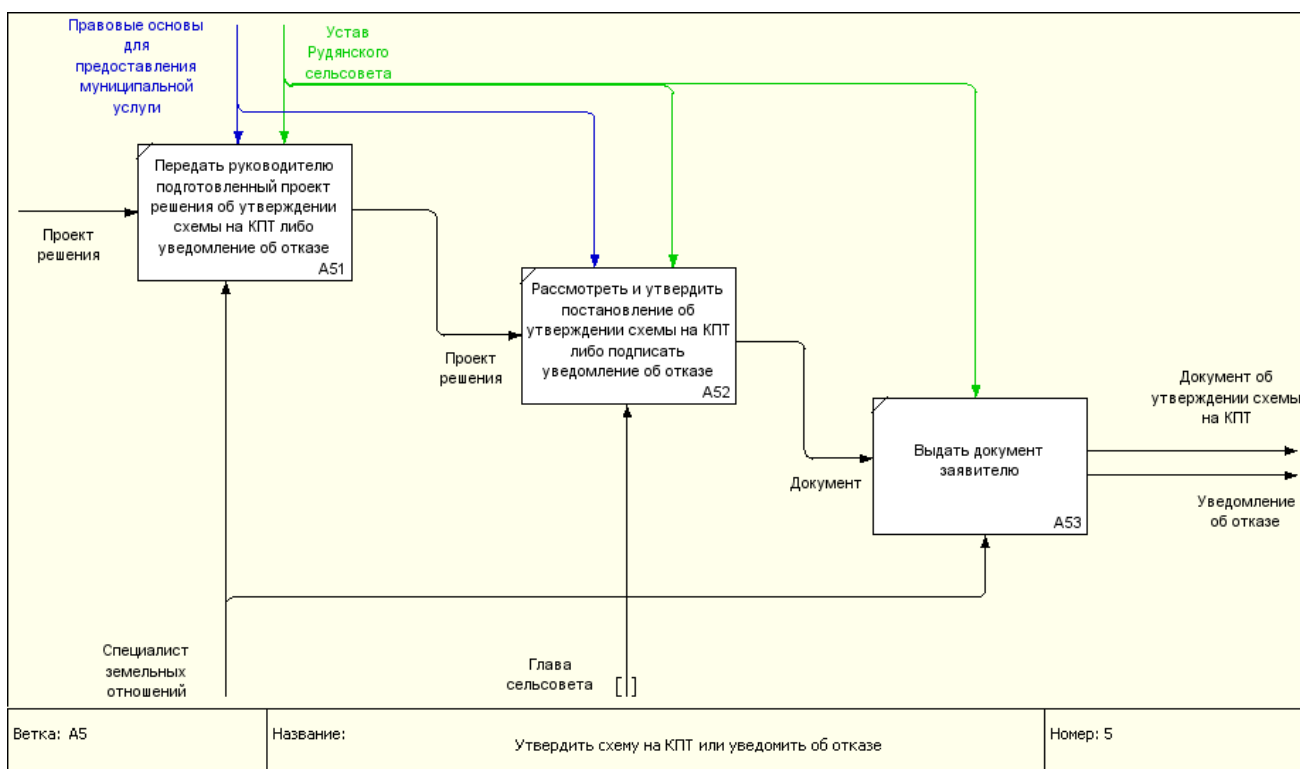 Правовые основы
для
предоставления
муниципальной
услуги
Устав
Рудянского
сельсовета
Передать руководителю
подготовленный проект
решения об утверждении
схемы на КПТ либо
уведомление об отказе
A51
Проект
решения
Рассмотреть и утвердить
постановление об
утверждении схемы на КПТ
либо подписать
уведомление об отказе
A52
Проект
решения
Выдать документ
заявителю
A53
Документ
Документ об
утверждении схемы
на КПТ
Уведомление
об отказе
Специалист
земельных
отношений
Глава
сельсовета
Ветка: A5
Название:
Утвердить схему на КПТ или уведомить об отказе
Номер: 5